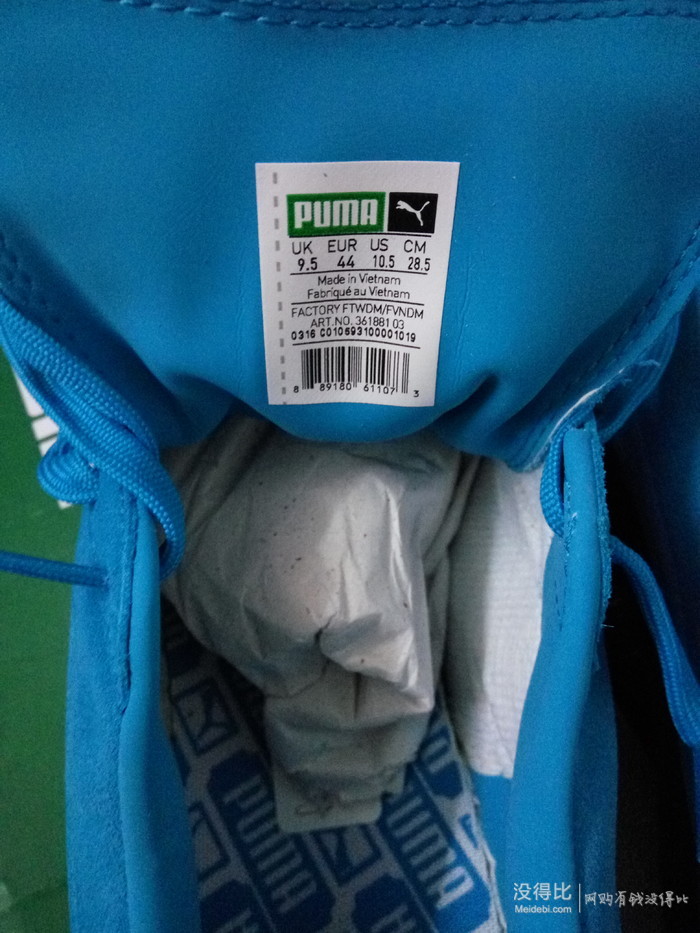 PUMA
UK EUR US CM
9.5 44 10.5 28.5
Made in Vietnam
Fabriqué au Vietnam
FACTORY FTWDM/FVNDM
ART.NO. 361881 03
0316 C010693100001019
8 89180 61107 3
PUMA
PUMA
PUMA
没得比
Meidebi.com
网购有钱没得比